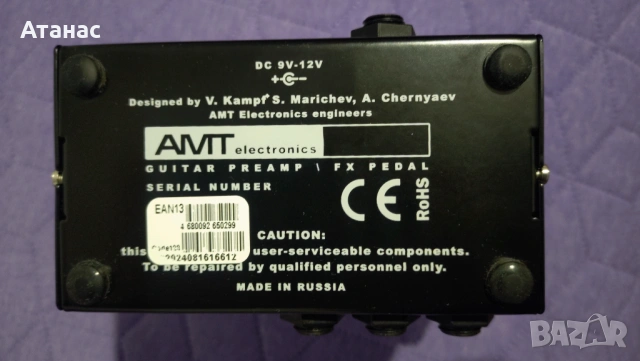 Атанас
DC 9V-12V
Designed by V. Kampf S. Marichev, A. Chernyaev
AMT Electronics engineers
AMT electronics
GUITAR PREAMP \ FX PEDAL
SERIAL NUMBER
CE RoHS
EAN13
4 680092 650299
CAUTION:
this user-serviceable components.
2024081616612
To be repaired by qualified personnel only.
MADE IN RUSSIA
BAZAR